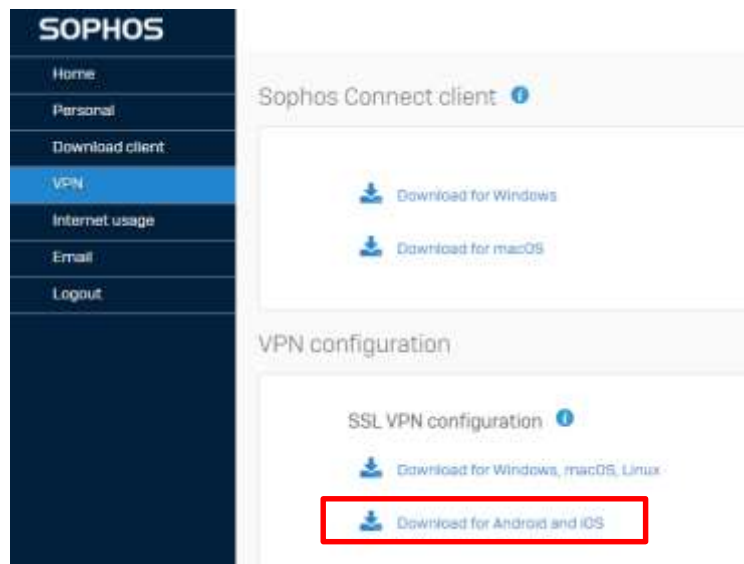 SOPHOS
Home
Personal
Download client
VPN
Internet usage
Email
Logout
Sophos Connect client
Download for Windows
Download for macOS
VPN configuration
SSL VPN configuration
Download for Windows, macOS, Linux
Download for Android and iOS